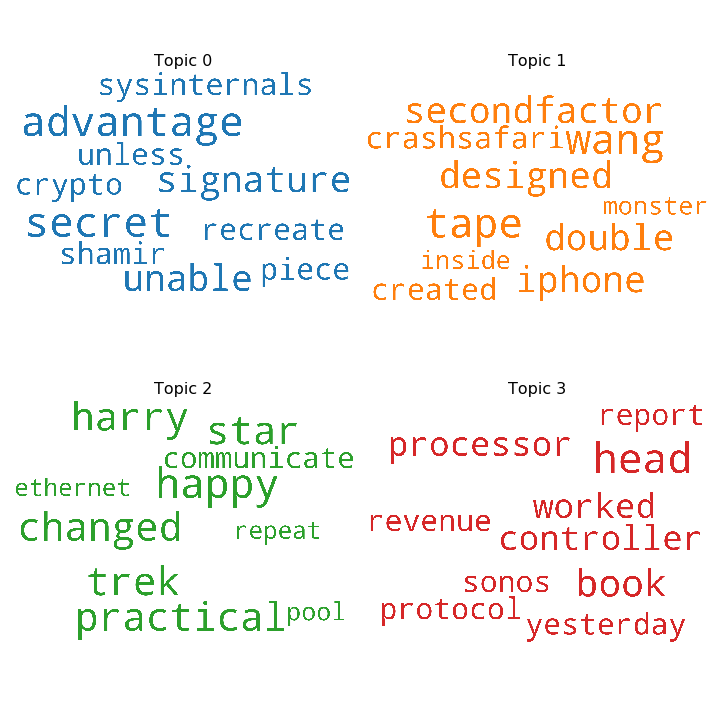 Topic 0
sysinternals
advantage
unless
crypto signature
secret recreate
shamir
unable piece
Topic 1
secondfactor
crashsafari wang
designed
monster
tape double
inside
created iphone
Topic 2
harry star
communicate
ethernet happy
changed repeat
trek
practical pool
Topic 3
report
processor head
worked
revenue controller
sonos book
protocol yesterday